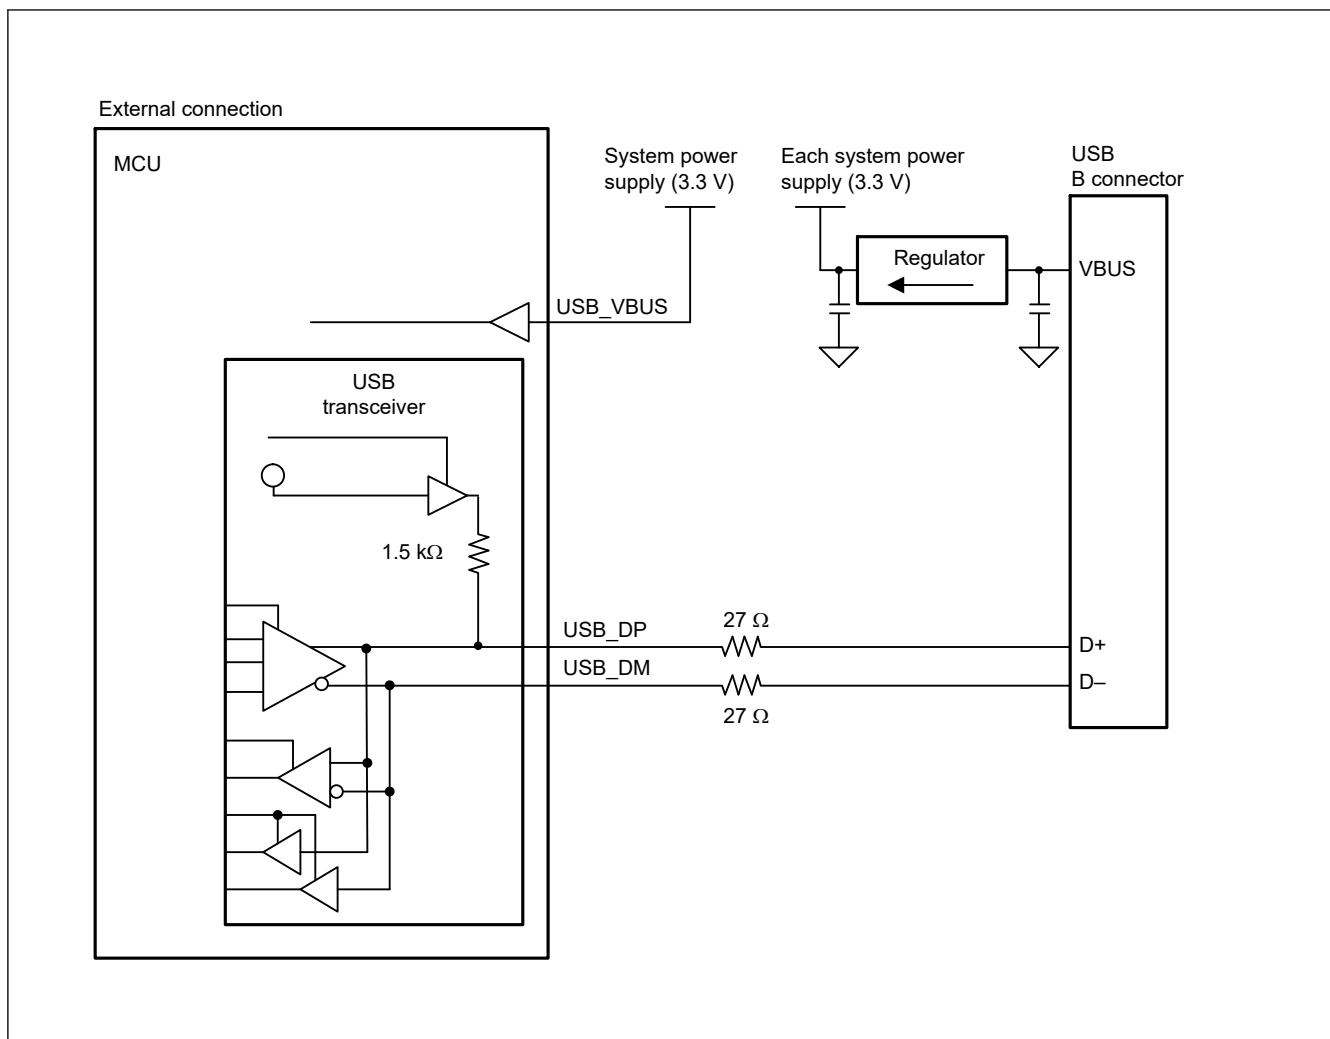 External connection
MCU
System power
supply (3.3 V)
Each system power
supply (3.3 V)
USB
B connector
Regulator
VBUS
USB_VBUS
USB
transceiver
1.5 kΩ
USB_DP
27 Ω
D+
USB_DM
27 Ω
D–